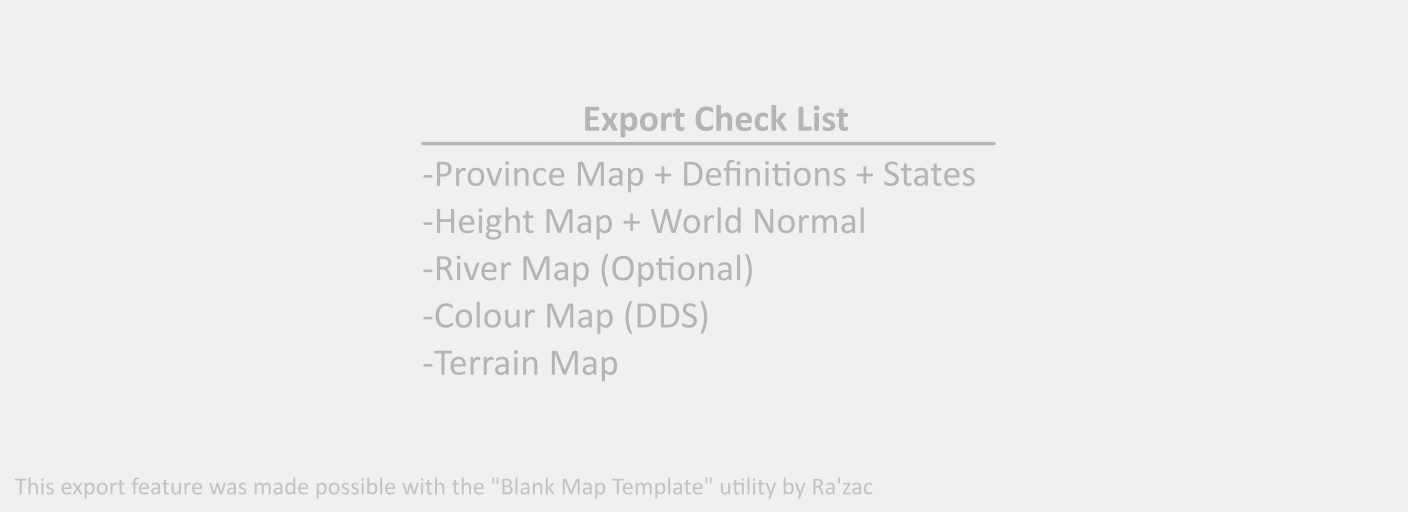 Export Check List
-Province Map + Definitions + States
-Height Map + World Normal
-River Map (Optional)
-Colour Map (DDS)
-Terrain Map
This export feature was made possible with the "Blank Map Template" utility by Ra'zac